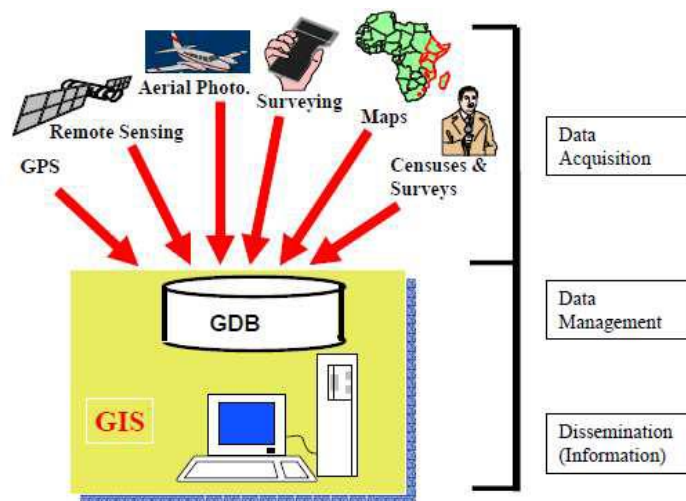 Aerial Photo.
Surveying
Remote Sensing
Maps
GPS
Censuses &
Surveys
Data
Acquisition
GDB
Data
Management
GIS
Dissemination
(Information)